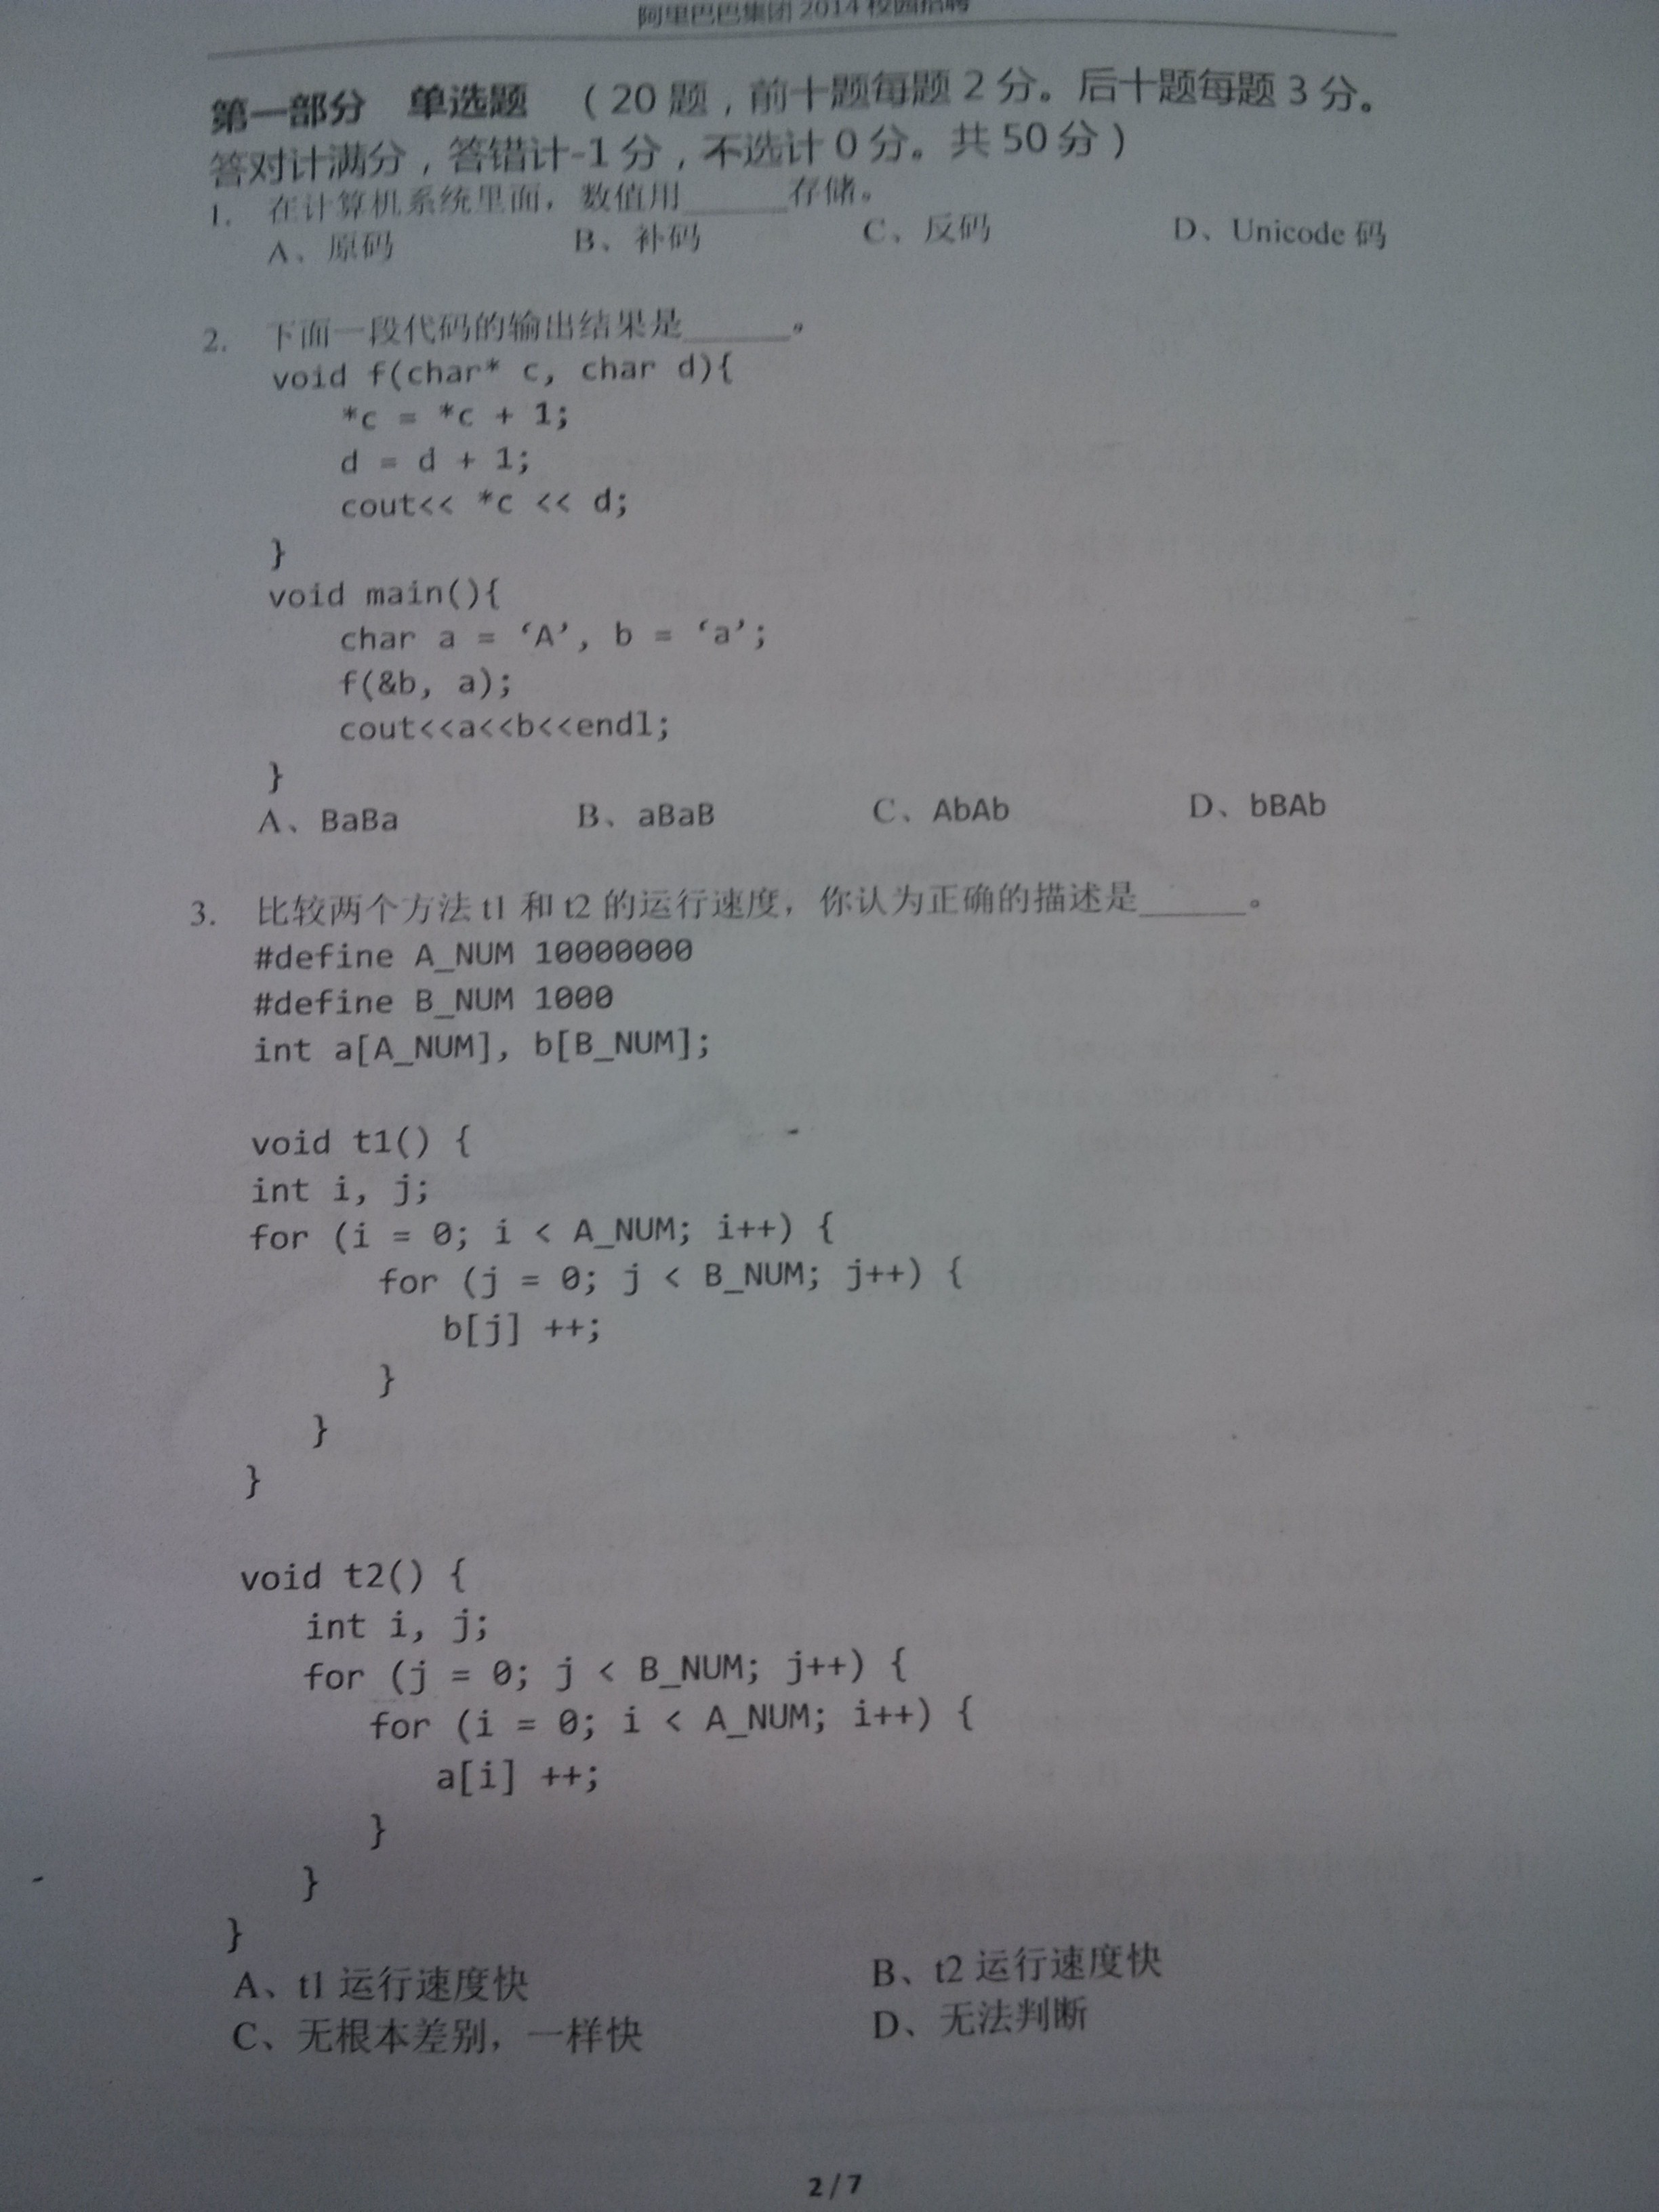 阿里巴巴集团 2014 校园招聘
第一部分 单选题 （20 题，前十题每题 2 分。后十题每题 3 分。
答对计满分，答错计-1 分，不选计 0 分。共 50 分）
1. 在计算机系统里面，数值用______存储。
A、原码 B、补码 C、反码 D、Unicode 码
2. 下面一段代码的输出结果是______。
void f(char* c, char d){
*c = *c + 1;
d = d + 1;
cout<< *c << d;
}
void main(){
char a = ‘A’, b = ‘a’;
f(&b, a);
cout<<a<<b<<endl;
}
A、BaBa B、aBaB C、AbAb D、bBAb
3. 比较两个方法 t1 和 t2 的运行速度，你认为正确的描述是______。
#define A_NUM 10000000
#define B_NUM 1000
int a[A_NUM], b[B_NUM];
void t1() {
int i, j;
for (i = 0; i < A_NUM; i++) {
for (j = 0; j < B_NUM; j++) {
b[j] ++;
}
}
}
void t2() {
int i, j;
for (j = 0; j < B_NUM; j++) {
for (i = 0; i < A_NUM; i++) {
a[i] ++;
}
}
}
A、t1 运行速度快 B、t2 运行速度快
C、无根本差别，一样快 D、无法判断
2 / 7